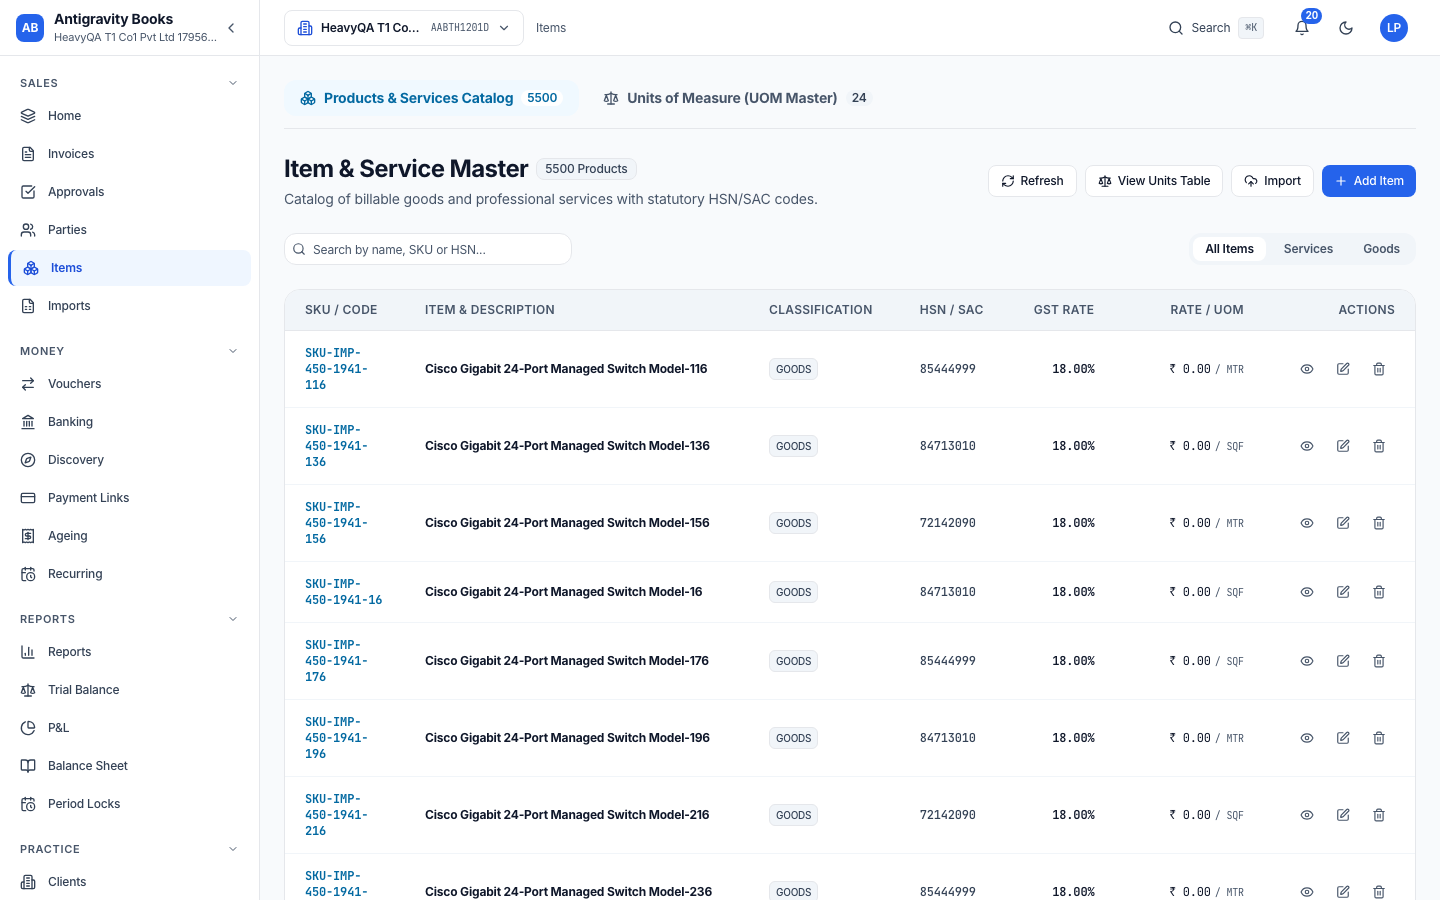 AB
Antigravity Books
HeavyQA T1 Co1 Pvt Ltd 17956...
SALES
Home
Invoices
Approvals
Parties
Items
Imports
MONEY
Vouchers
Banking
Discovery
Payment Links
Ageing
Recurring
REPORTS
Reports
Trial Balance
P&L
Balance Sheet
Period Locks
PRACTICE
Clients
HeavyQA T1 Co... AABTH1201D
Items
Search ⌘K
20
LP
Products & Services Catalog 5500
Units of Measure (UOM Master) 24
Item & Service Master 5500 Products
Catalog of billable goods and professional services with statutory HSN/SAC codes.
Refresh
View Units Table
Import
Add Item
Search by name, SKU or HSN...
All Items Services Goods
SKU / CODE ITEM & DESCRIPTION CLASSIFICATION HSN / SAC GST RATE RATE / UOM ACTIONS
SKU-IMP-
450-1941-
116
Cisco Gigabit 24-Port Managed Switch Model-116 GOODS 85444999 18.00% ₹ 0.00 / MTR
SKU-IMP-
450-1941-
136
Cisco Gigabit 24-Port Managed Switch Model-136 GOODS 84713010 18.00% ₹ 0.00 / SQF
SKU-IMP-
450-1941-
156
Cisco Gigabit 24-Port Managed Switch Model-156 GOODS 72142090 18.00% ₹ 0.00 / MTR
SKU-IMP-
450-1941-16
Cisco Gigabit 24-Port Managed Switch Model-16 GOODS 84713010 18.00% ₹ 0.00 / SQF
SKU-IMP-
450-1941-
176
Cisco Gigabit 24-Port Managed Switch Model-176 GOODS 85444999 18.00% ₹ 0.00 / SQF
SKU-IMP-
450-1941-
196
Cisco Gigabit 24-Port Managed Switch Model-196 GOODS 84713010 18.00% ₹ 0.00 / MTR
SKU-IMP-
450-1941-
216
Cisco Gigabit 24-Port Managed Switch Model-216 GOODS 72142090 18.00% ₹ 0.00 / SQF
SKU-IMP-
450-1941-
Cisco Gigabit 24-Port Managed Switch Model-236 GOODS 85444999 18.00% ₹ 0.00 / MTR